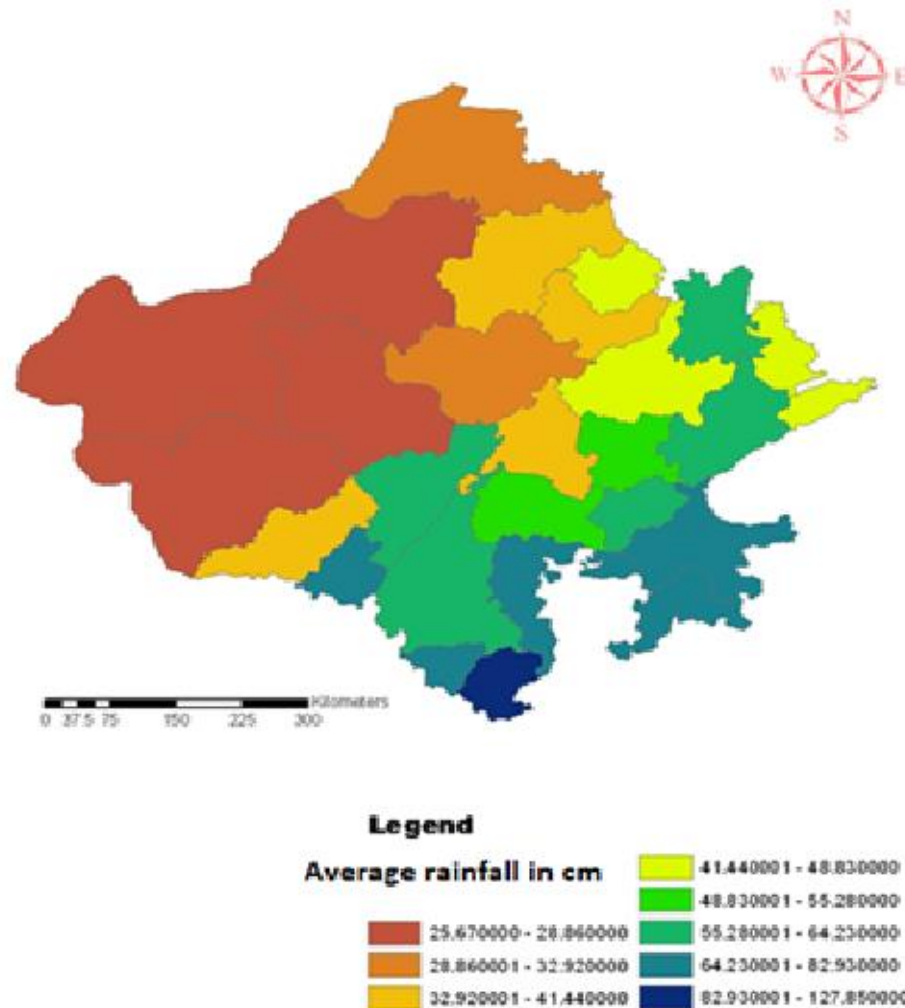 N
W E
S
Kilometers
0 37.5 75 150 225 300
Legend
Average rainfall in cm
25.670000 - 28.860000
28.860001 - 32.920000
32.920001 - 41.440000
41.440001 - 48.830000
48.830001 - 55.280000
55.280001 - 64.230000
64.230001 - 82.930000
82.930001 - 127.850000